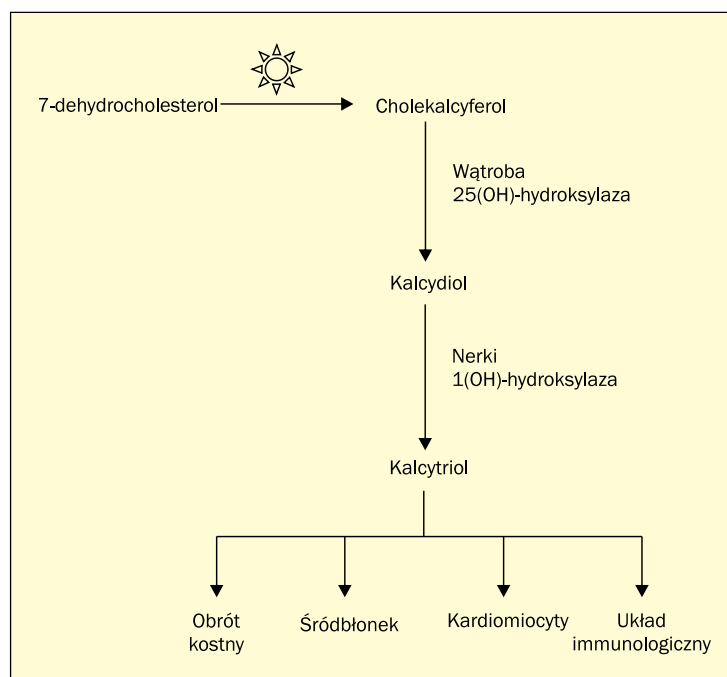 7-dehydrocholesterol
Cholekalcyferol
Wątroba
25(OH)-hydroksylaza
Kalcydiol
Nerki
1(OH)-hydroksylaza
Kalcytriol
Obrót
kostny
Śródbłonek
Kardiomiocyty
Układ
immunologiczny